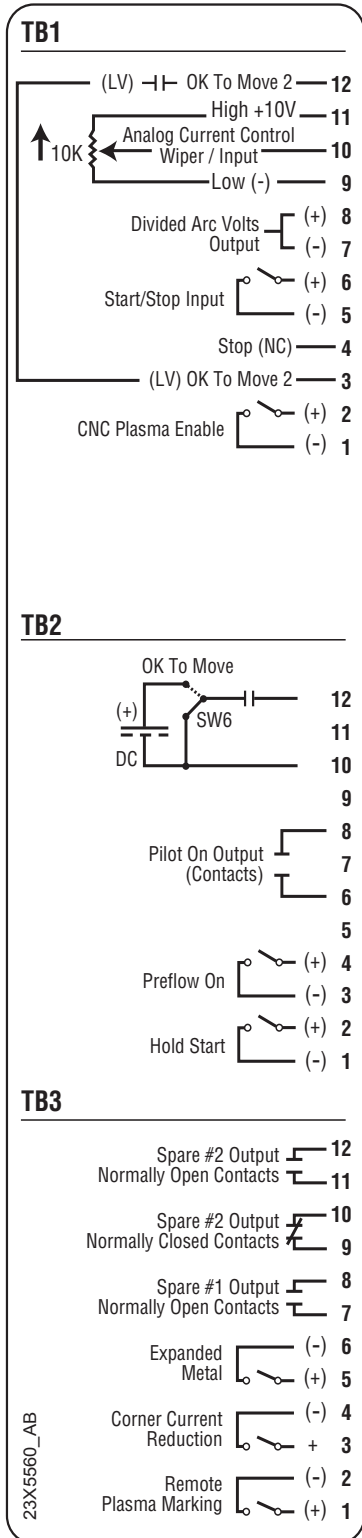 TB1
(LV) OK To Move 2 12
High +10V 11
10K Analog Current Control
Wiper / Input 10
Low (-) 9
Divided Arc Volts (+) 8
Output (-) 7
(+) 6
Start/Stop Input
(-) 5
Stop (NC) 4
(LV) OK To Move 2 3
(+) 2
CNC Plasma Enable
(-) 1
TB2
OK To Move
12
(+) SW6
11
DC 10
9
8
Pilot On Output 7
(Contacts)
6
5
(+) 4
Preflow On
(-) 3
(+) 2
Hold Start
(-) 1
TB3
Spare #2 Output 12
Normally Open Contacts 11
Spare #2 Output 10
Normally Closed Contacts 9
Spare #1 Output 8
Normally Open Contacts 7
Expanded (-) 6
Metal (+) 5
Corner Current (-) 4
Reduction + 3
Remote (-) 2
Plasma Marking (+) 1
23X5560_AB